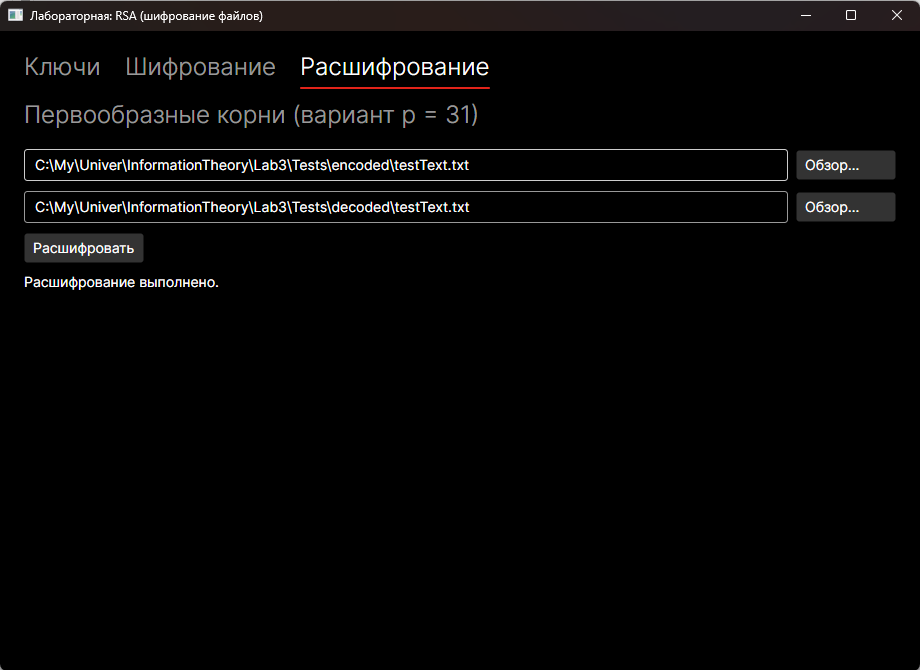 Лабораторная: RSA (шифрование файлов)
Ключи Шифрование Расшифрование
Первообразные корни (вариант p = 31)
C:\My\Univer\InformationTheory\Lab3\Tests\encoded\testText.txt Обзор...
C:\My\Univer\InformationTheory\Lab3\Tests\decoded\testText.txt Обзор...
Расшифровать
Расшифрование выполнено.